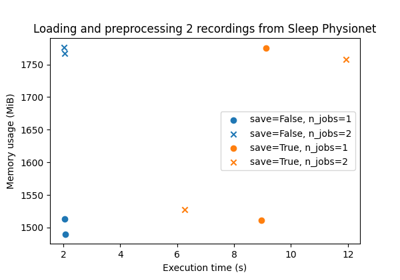 Loading and preprocessing 2 recordings from Sleep Physionet
Memory usage (MiB)
1750
1700
1650
1600
1550
1500
save=False, n_jobs=1
save=False, n_jobs=2
save=True, n_jobs=1
save=True, n_jobs=2
2 4 6 8 10 12
Execution time (s)